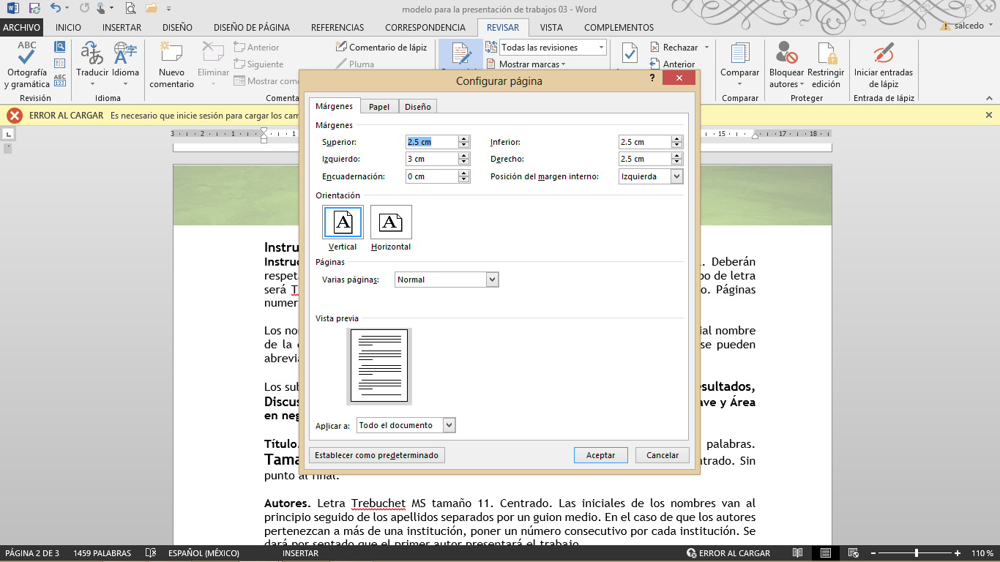 modelo para la presentación de trabajos 03 - Word
ARCHIVO INICIO INSERTAR DISEÑO DISEÑO DE PÁGINA REFERENCIAS CORRESPONDENCIA REVISAR VISTA COMPLEMENTOS salcedo
ABC Ortografía y gramática
ABC 123
Revisión
Traducir Idioma
Idioma
Nuevo comentario
Eliminar
Anterior
Siguiente
Mostrar come
Comentario de lápiz
Pluma
Comenta
Todas las revisiones
Mostrar marcas
Rechazar
Anterior
Comparar
Comparar
Bloquear autores
Restringir edición
Proteger
Iniciar entradas de lápiz
Entrada de lápiz
ERROR AL CARGAR Es necesario que inicie sesión para cargar los cam
3 2 1 1 15 17 18
Configurar página
?
Márgenes Papel Diseño
Márgenes
Superior: 2.5 cm Inferior: 2.5 cm
Izquierdo: 3 cm Derecho: 2.5 cm
Encuadernación: 0 cm Posición del margen interno: Izquierda
Orientación
A A
Vertical Horizontal
Páginas
Varias páginas: Normal
Vista previa
Aplicar a: Todo el documento
Establecer como predeterminado Aceptar Cancelar
Instru
Instruc . Deberán
respeta po de letra
será T o. Páginas
numer
Los no ial nombre
de la se pueden
abrevia
Los sub esultados,
Discus ave y Área
en neg
Título. palabras.
Tama ntrado. Sin
punto al final.
Autores. Letra Trebuchet MS tamaño 11. Centrado. Las iniciales de los nombres van al
principio seguido de los apellidos separados por un guion medio. En el caso de que los autores
pertenezcan a más de una institución, poner un número consecutivo por cada institución. Se
dará por sentado que el primer autor presentará el trabajo.
PÁGINA 2 DE 3 1459 PALABRAS ESPAÑOL (MÉXICO) INSERTAR ERROR AL CARGAR 110 %